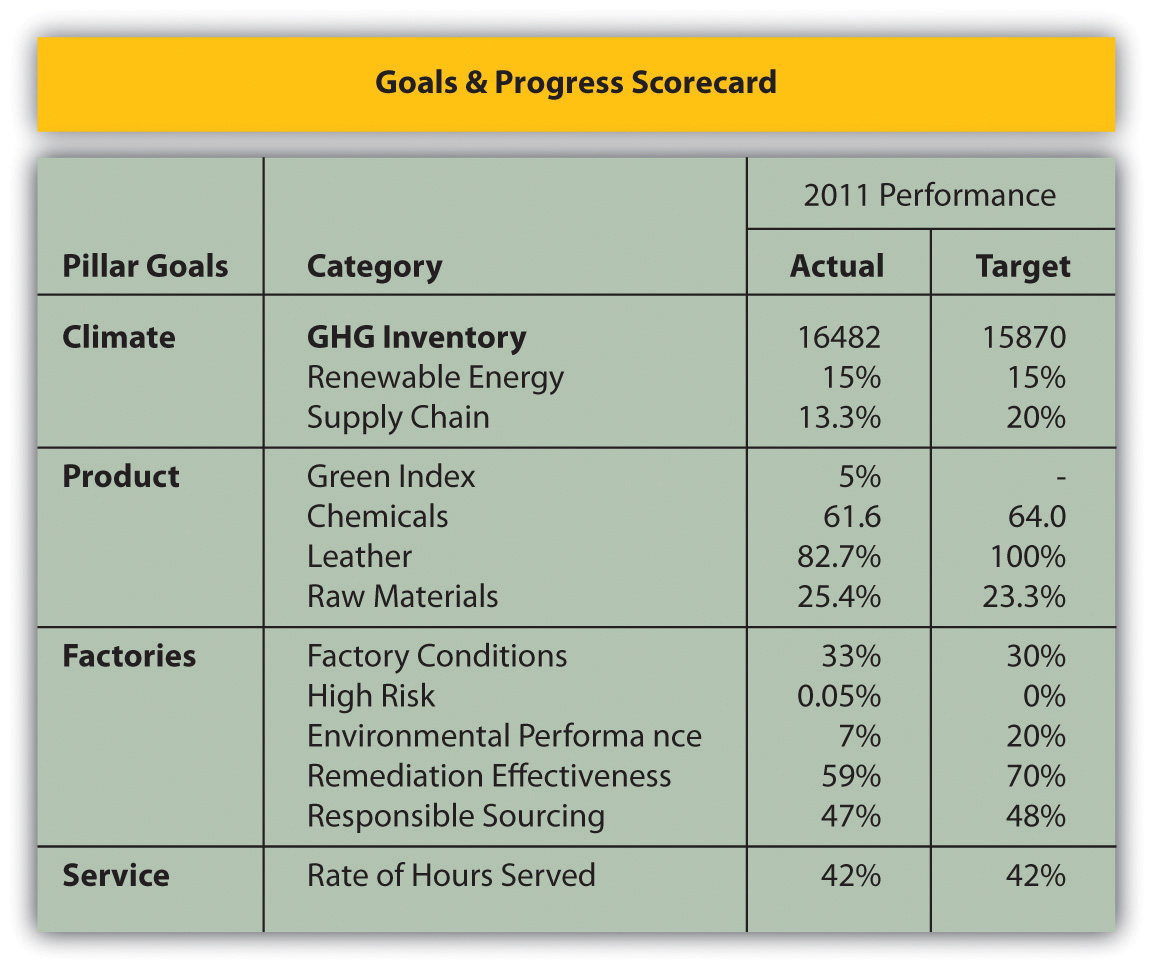 Goals & Progress Scorecard
2011 Performance
Pillar Goals Category Actual Target
Climate GHG Inventory 16482 15870
Renewable Energy 15% 15%
Supply Chain 13.3% 20%
Product Green Index 5% -
Chemicals 61.6 64.0
Leather 82.7% 100%
Raw Materials 25.4% 23.3%
Factories Factory Conditions 33% 30%
High Risk 0.05% 0%
Environmental Performa nce 7% 20%
Remediation Effectiveness 59% 70%
Responsible Sourcing 47% 48%
Service Rate of Hours Served 42% 42%